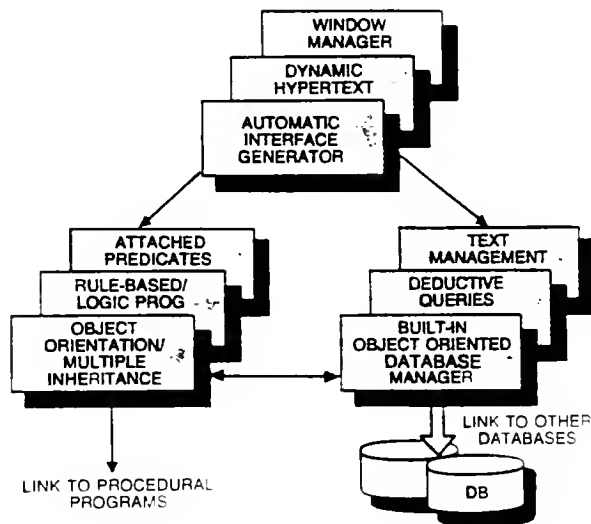 WINDOW
MANAGER
DYNAMIC
HYPERTEXT
AUTOMATIC
INTERFACE
GENERATOR
ATTACHED
PREDICATES
RULE-BASED/
LOGIC PROG
OBJECT
ORIENTATION/
MULTIPLE
INHERITANCE
TEXT
MANAGEMENT
DEDUCTIVE
QUERIES
BUILT-IN
OBJECT ORIENTED
DATABASE
MANAGER
LINK TO OTHER
DATABASES
LINK TO PROCEDURAL
PROGRAMS
DB